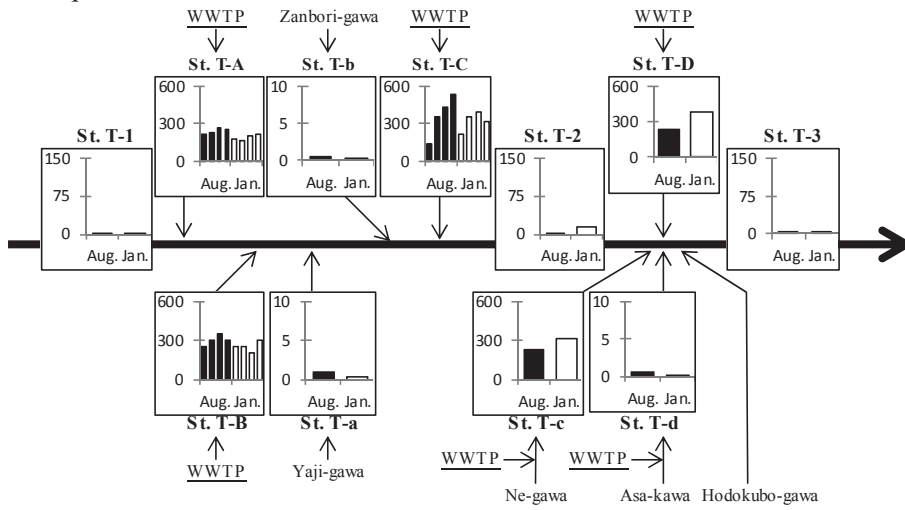 WWTP
Zanbori-gawa
WWTP
WWTP
St. T-A
St. T-b
St. T-C
St. T-D
600
300
0
Aug. Jan.
10
5
0
Aug. Jan.
600
300
0
Aug. Jan.
600
300
0
Aug. Jan.
St. T-1
150
75
0
Aug. Jan.
St. T-2
150
75
0
Aug. Jan.
St. T-3
150
75
0
Aug. Jan.
600
300
0
Aug. Jan.
St. T-B
WWTP
10
5
0
Aug. Jan.
St. T-a
Yaji-gawa
600
300
0
Aug. Jan.
St. T-c
WWTP
Ne-gawa
10
5
0
Aug. Jan.
St. T-d
WWTP
Asa-kawa
Hodokubo-gawa